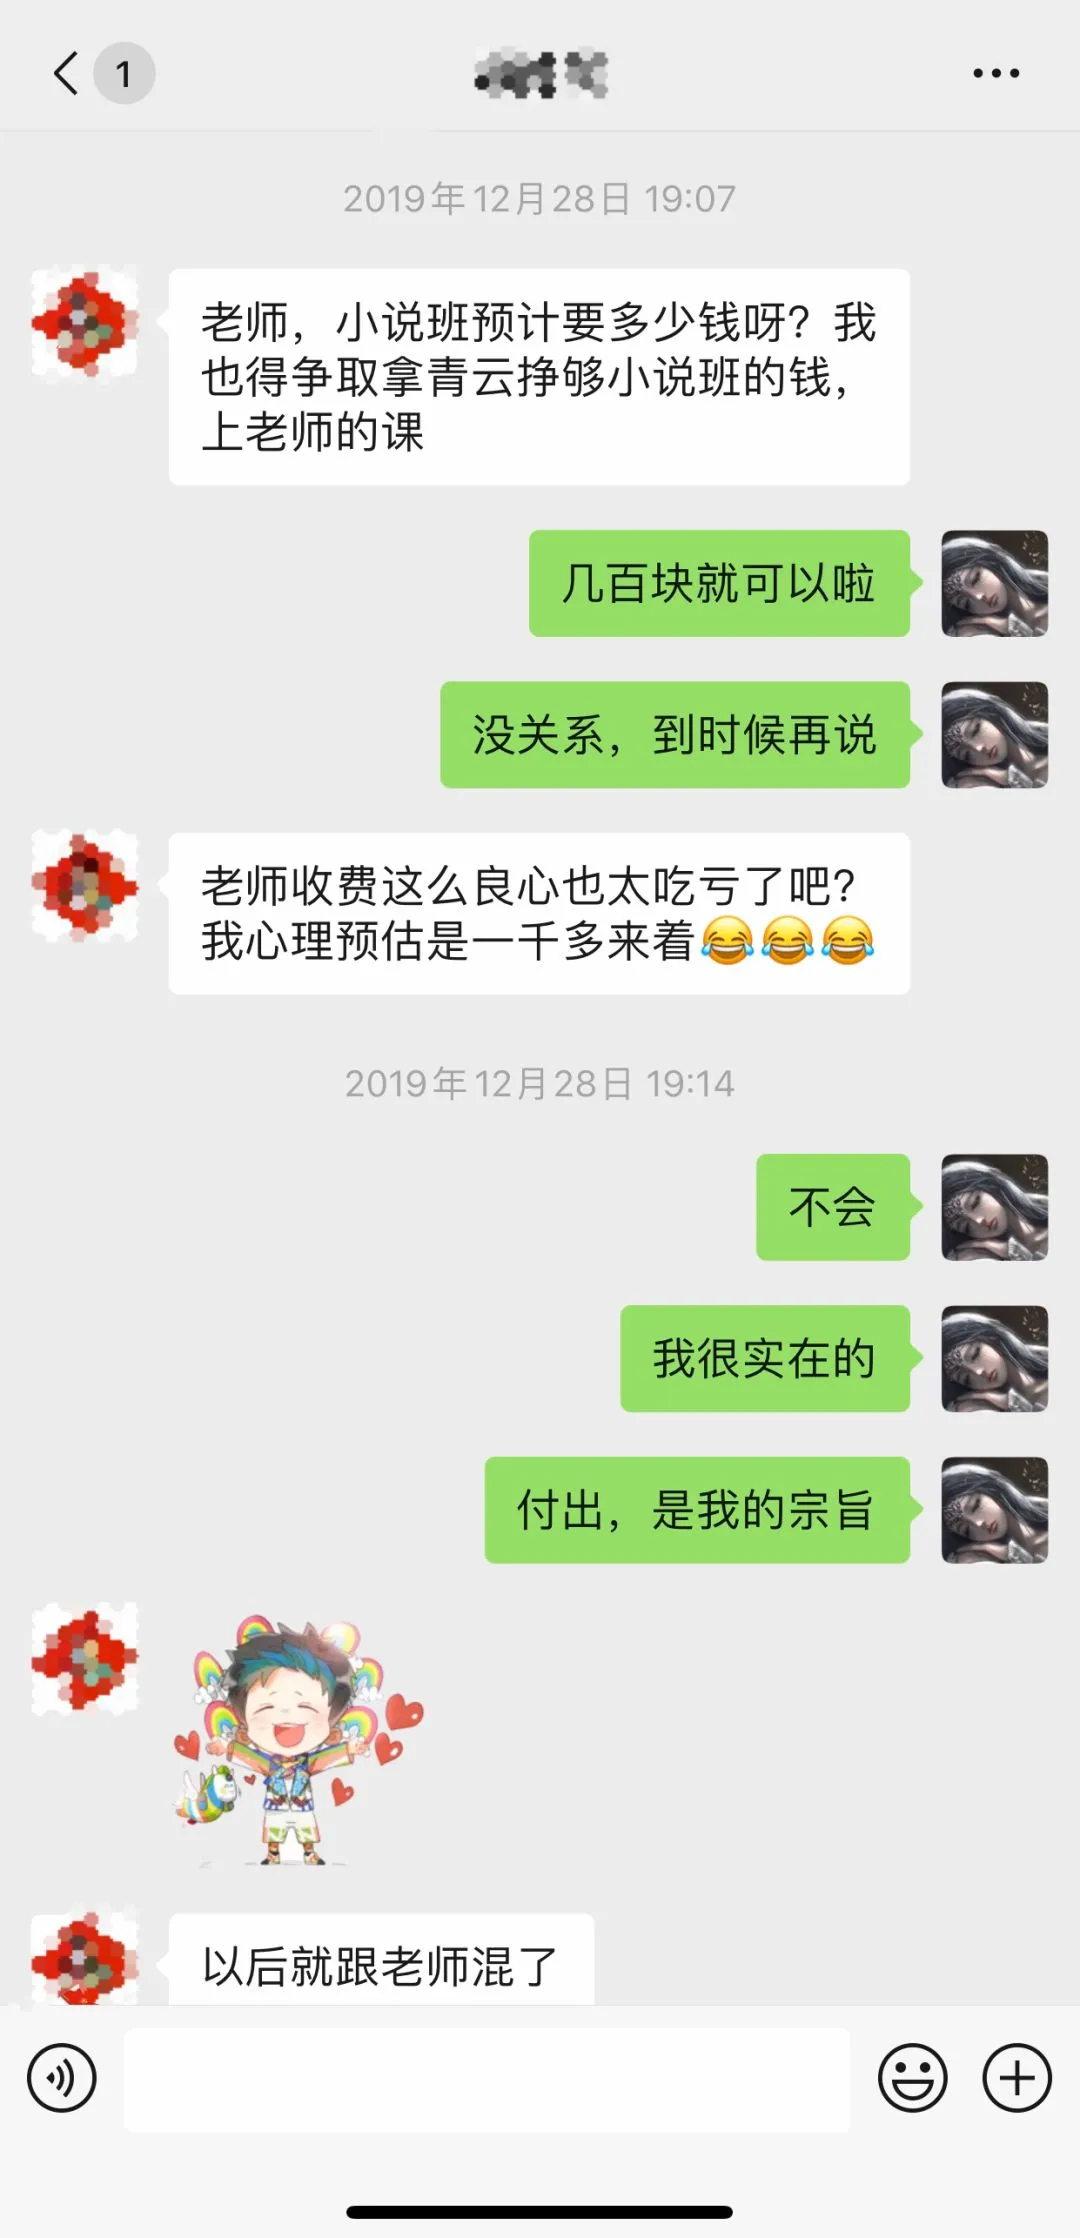 1
2019年12月28日 19:07
老师，小说班预计要多少钱呀？我
也得争取拿青云挣够小说班的钱，
上老师的课
几百块就可以啦
没关系，到时候再说
老师收费这么良心也太吃亏了吧？
我心理预估是一千多来着😂😂😂
2019年12月28日 19:14
不会
我很实在的
付出，是我的宗旨
以后就跟老师混了